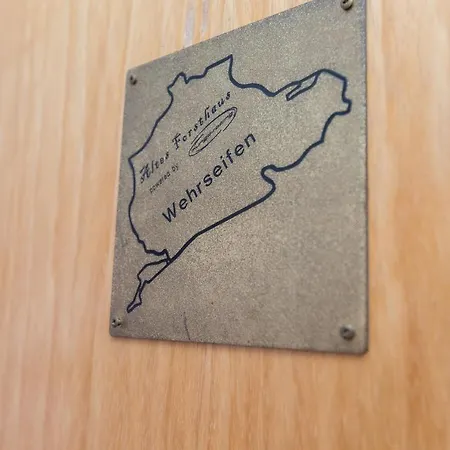 Altes Forsthaus
powered by
Wehrseifen